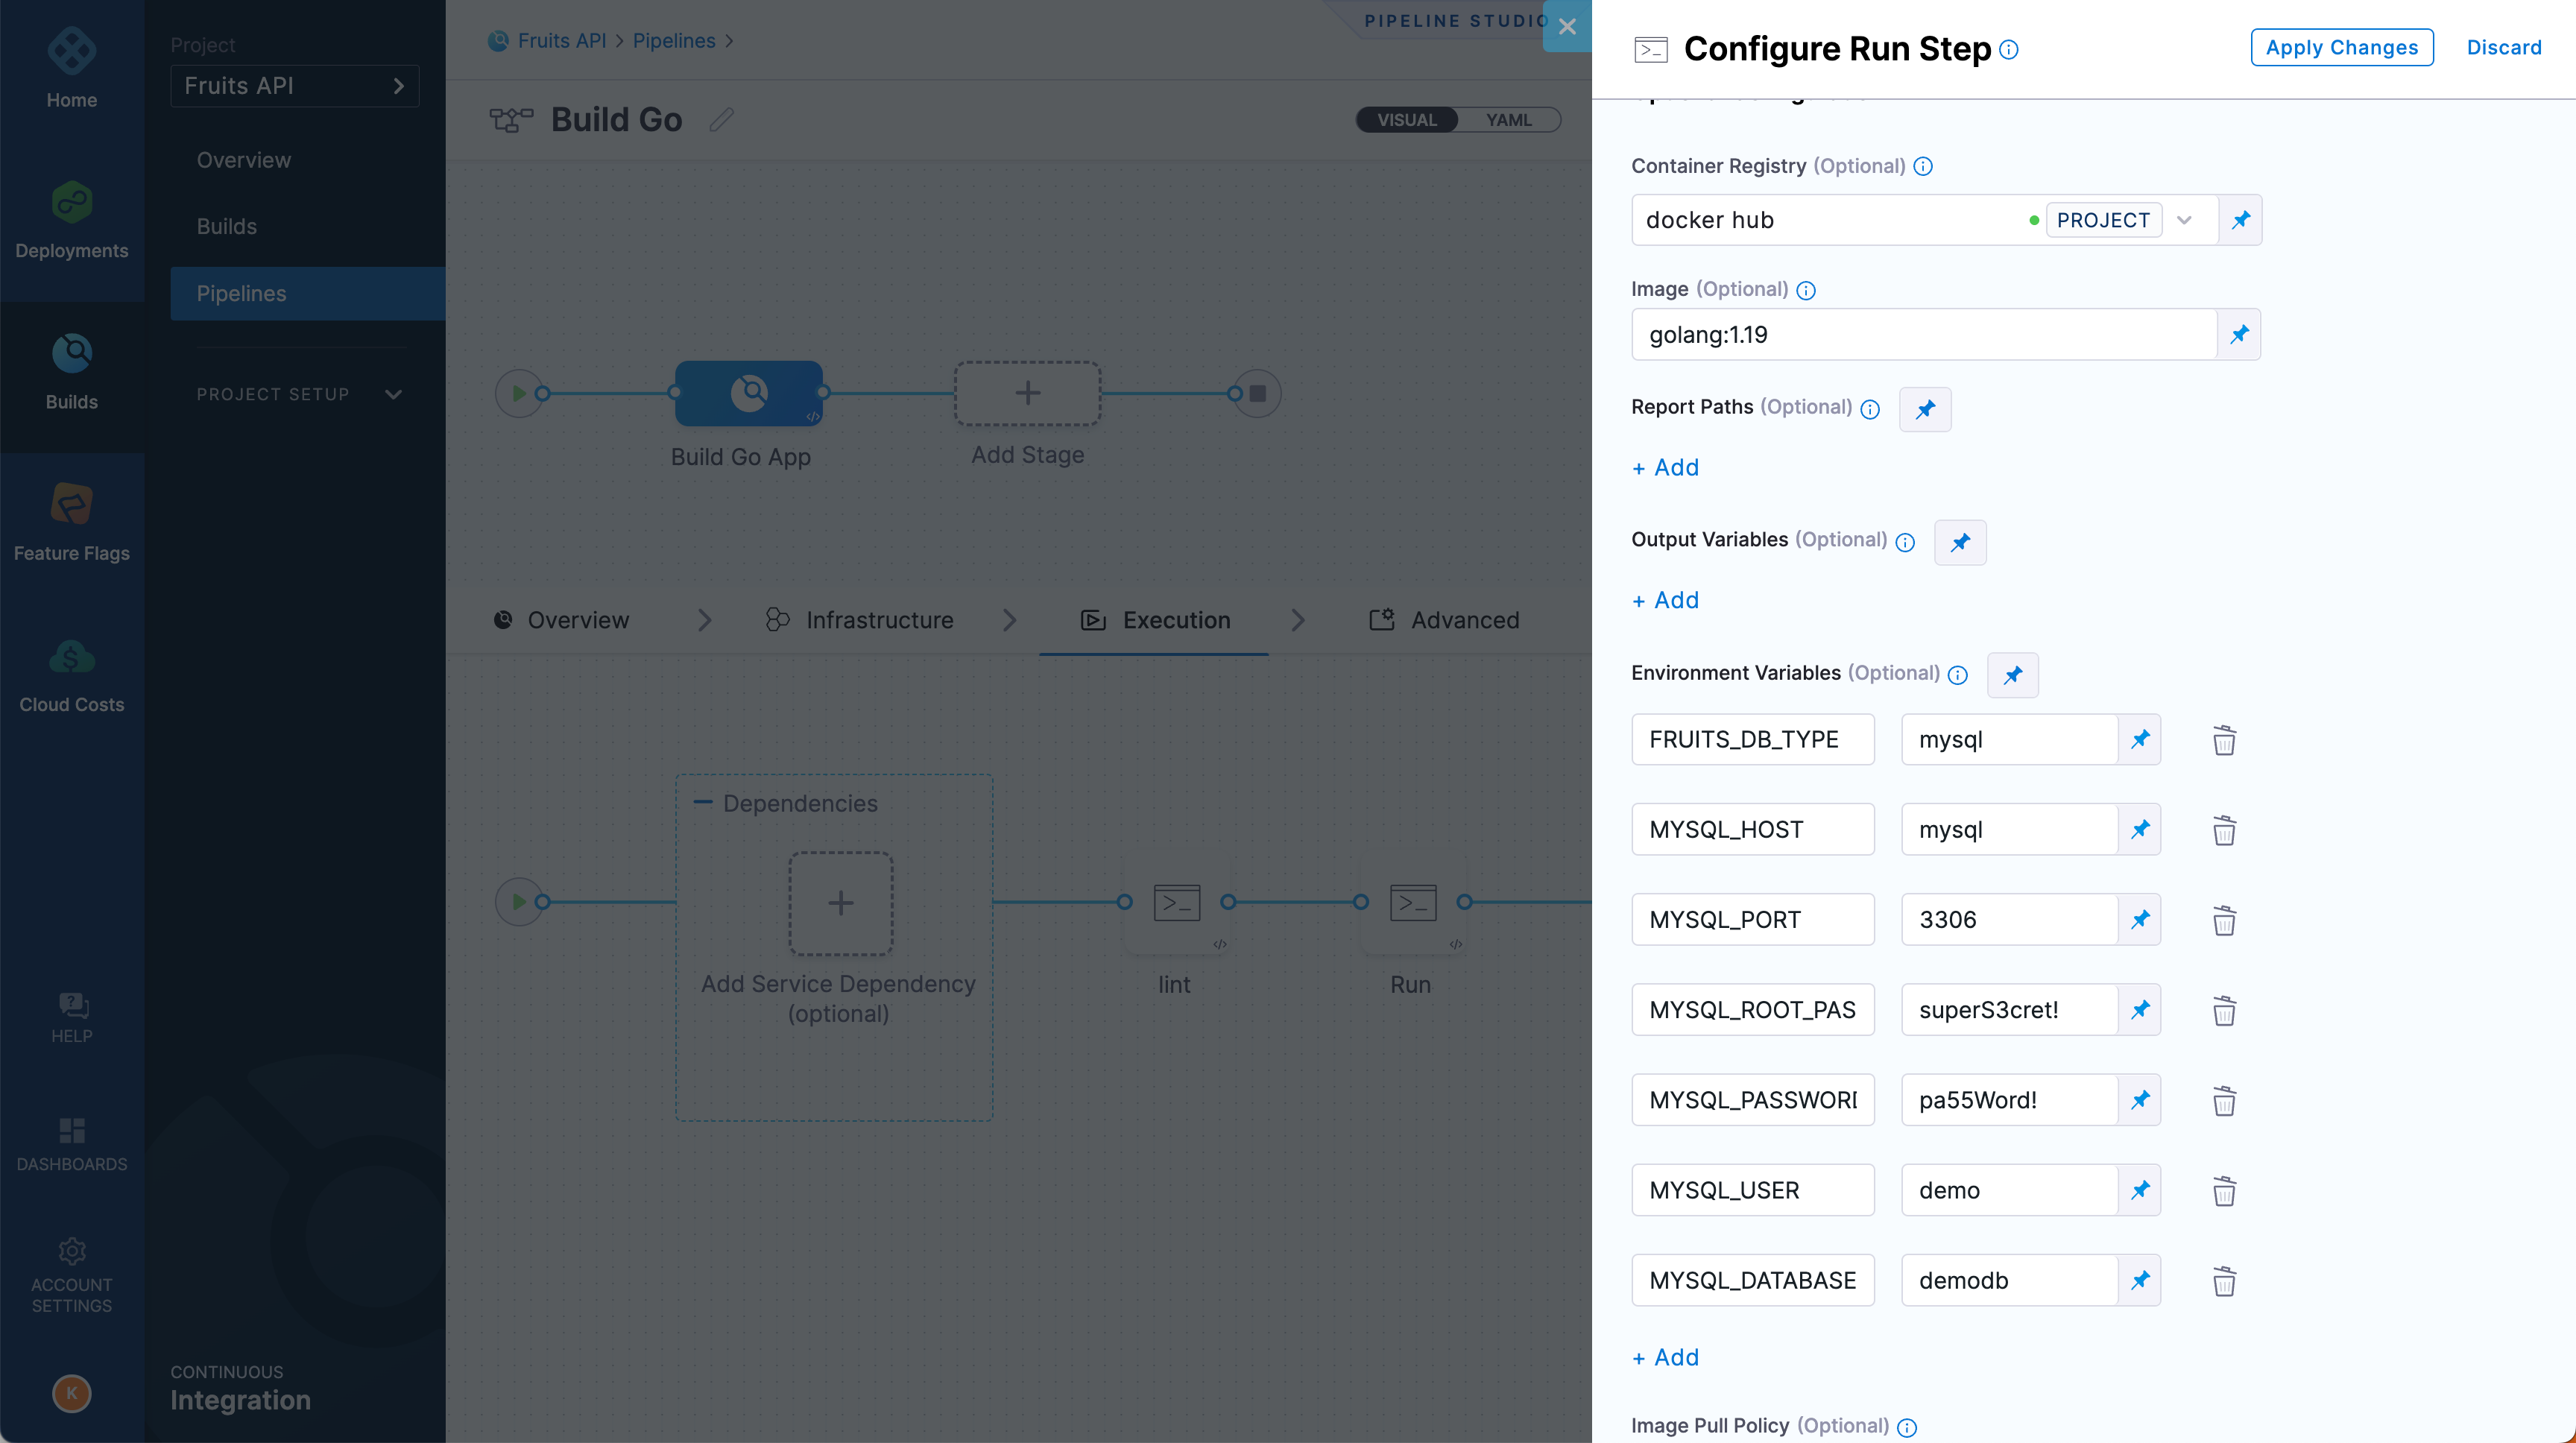 Home
Deployments
Builds
Feature Flags
Cloud Costs
HELP
DASHBOARDS
ACCOUNT
SETTINGS
K
Project
Fruits API
Overview
Builds
Pipelines
PROJECT SETUP
CONTINUOUS
Integration
Fruits API > Pipelines >
PIPELINE STUDIO
Build Go
VISUAL
YAML
Build Go App
Add Stage
Overview
Infrastructure
Execution
Advanced
Dependencies
Add Service Dependency
(optional)
lint
Run
Configure Run Step
Apply Changes
Discard
Container Registry (Optional)
docker hub
PROJECT
Image (Optional)
golang:1.19
Report Paths (Optional)
+ Add
Output Variables (Optional)
+ Add
Environment Variables (Optional)
FRUITS_DB_TYPE mysql
MYSQL_HOST mysql
MYSQL_PORT 3306
MYSQL_ROOT_PAS superS3cret!
MYSQL_PASSWORD pa55Word!
MYSQL_USER demo
MYSQL_DATABASE demodb
+ Add
Image Pull Policy (Optional)